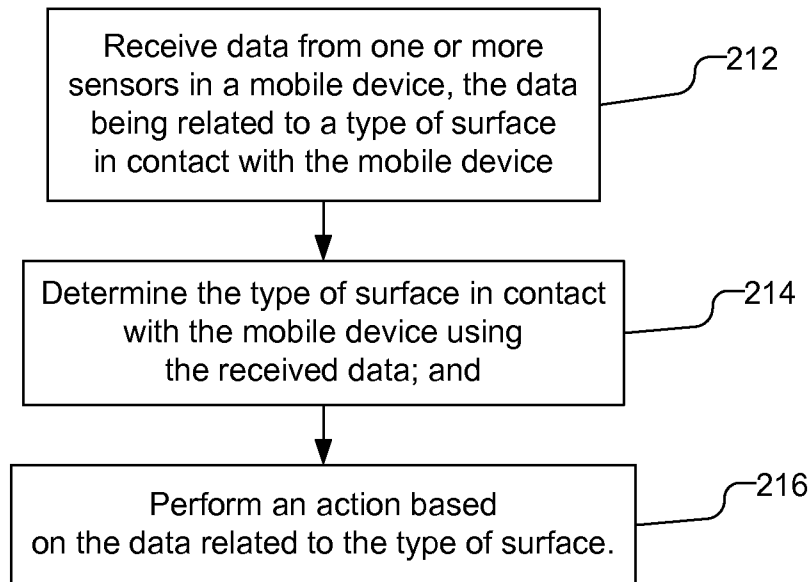 Receive data from one or more
sensors in a mobile device, the data
being related to a type of surface
in contact with the mobile device
212
Determine the type of surface in contact
with the mobile device using
the received data; and
214
Perform an action based
on the data related to the type of surface.
216